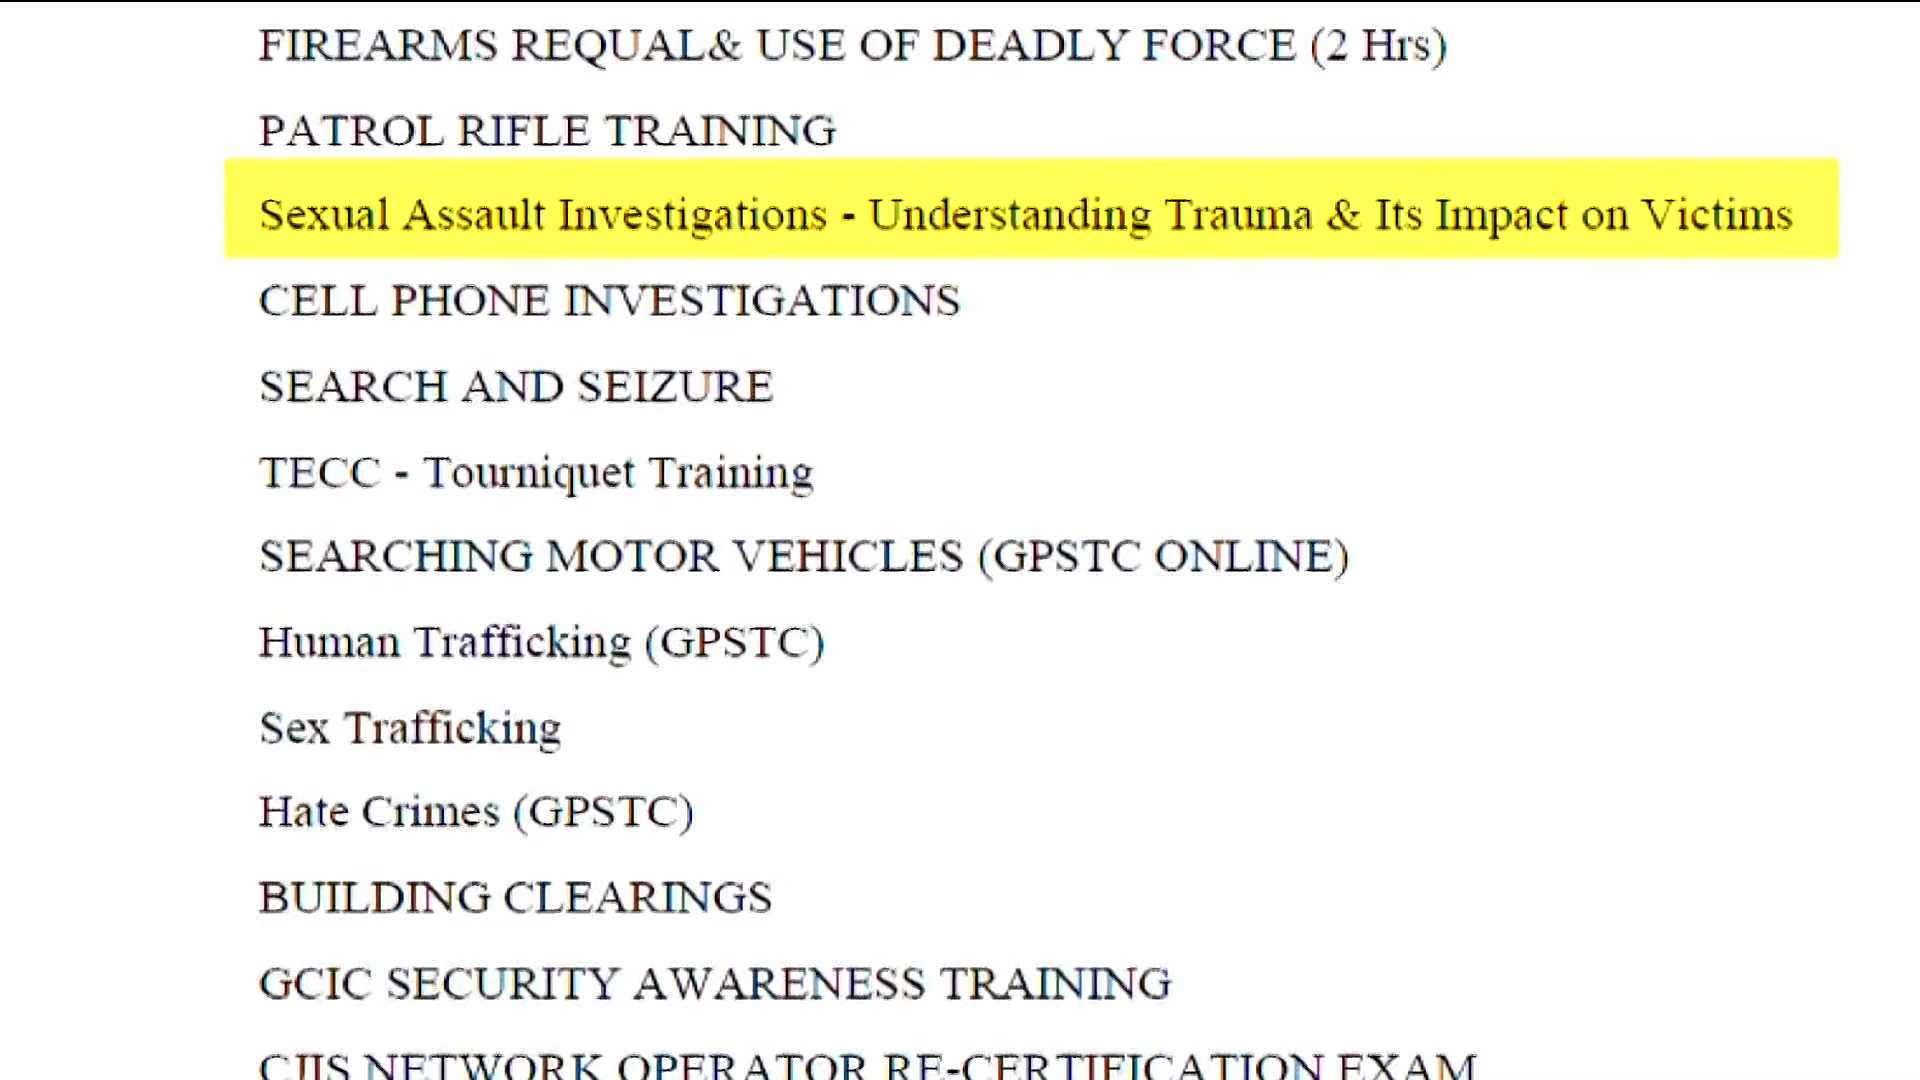 FIREARMS REQUAL& USE OF DEADLY FORCE (2 Hrs)
PATROL RIFLE TRAINING
Sexual Assault Investigations - Understanding Trauma & Its Impact on Victims
CELL PHONE INVESTIGATIONS
SEARCH AND SEIZURE
TECC - Tourniquet Training
SEARCHING MOTOR VEHICLES (GPSTC ONLINE)
Human Trafficking (GPSTC)
Sex Trafficking
Hate Crimes (GPSTC)
BUILDING CLEARINGS
GCIC SECURITY AWARENESS TRAINING
CJIS NETWORK OPERATOR RE-CERTIFICATION EXAM